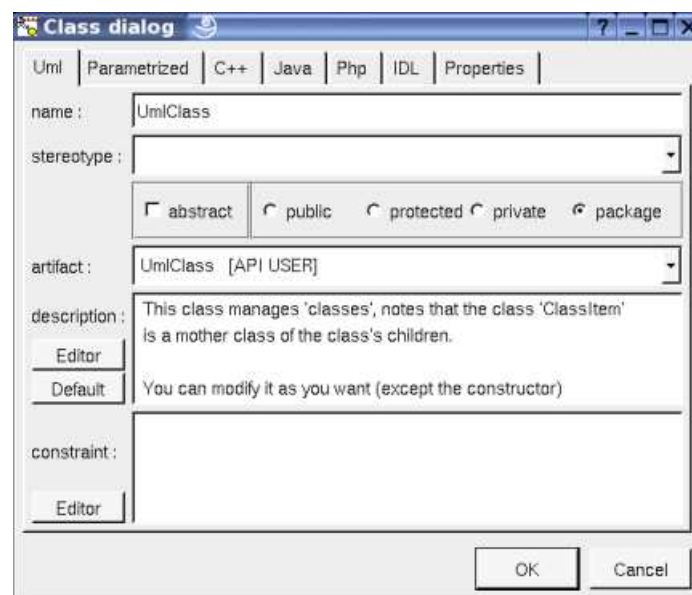 Class dialog ? _ □ X
Uml Parametrized C++ Java Php IDL Properties
name : UmlClass
stereotype :
abstract public protected private package
artifact : UmlClass [API USER]
description : This class manages 'classes', notes that the class 'ClassItem'
is a mother class of the class's children.
Editor
Default You can modify it as you want (except the constructor)
constraint :
Editor
OK Cancel